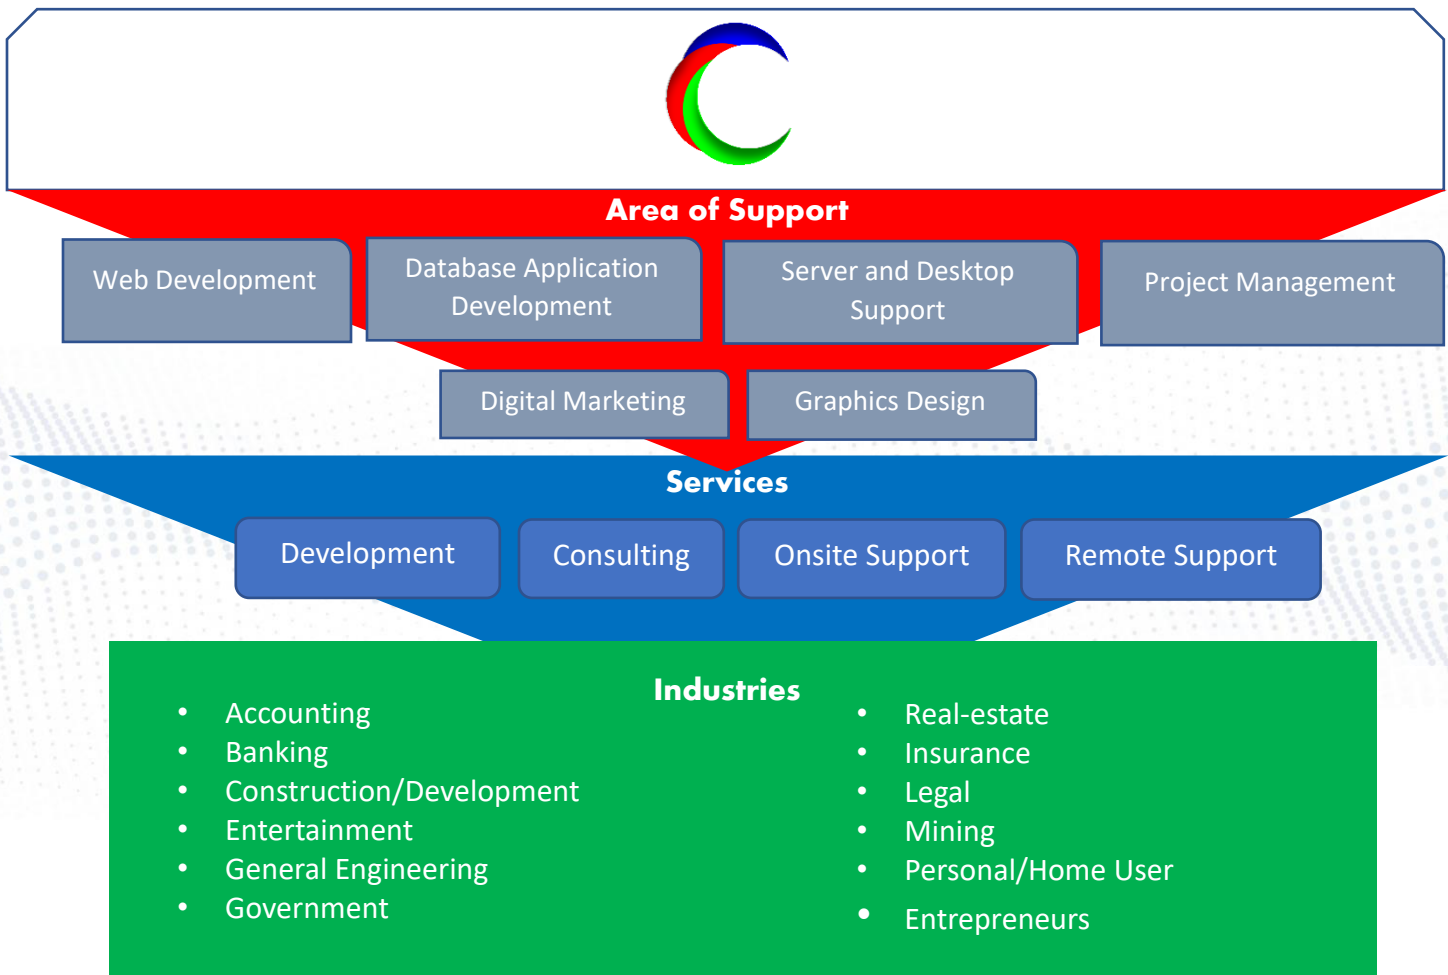 Area of Support
Web Development
Database Application
Development
Server and Desktop
Support
Project Management
Digital Marketing
Graphics Design
Services
Development
Consulting
Onsite Support
Remote Support
Industries
• Accounting
• Banking
• Construction/Development
• Entertainment
• General Engineering
• Government
• Real-estate
• Insurance
• Legal
• Mining
• Personal/Home User
• Entrepreneurs